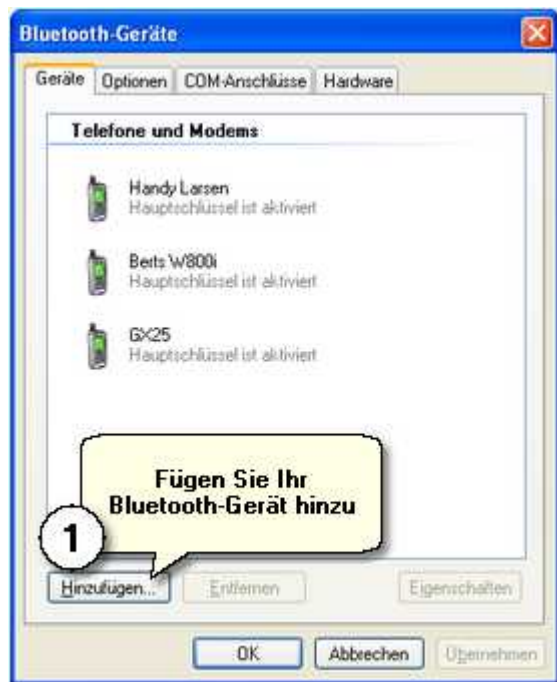 Bluetooth-Geräte
Geräte Optionen COM-Anschlüsse Hardware
Telefone und Modems
Handy Larsen
Hauptschlüssel ist aktiviert
Berts W800i
Hauptschlüssel ist aktiviert
GX25
Hauptschlüssel ist aktiviert
Fügen Sie Ihr
Bluetooth-Gerät hinzu
1
Hinzufügen... Entfernen Eigenschaften
OK Abbrechen Übernehmen